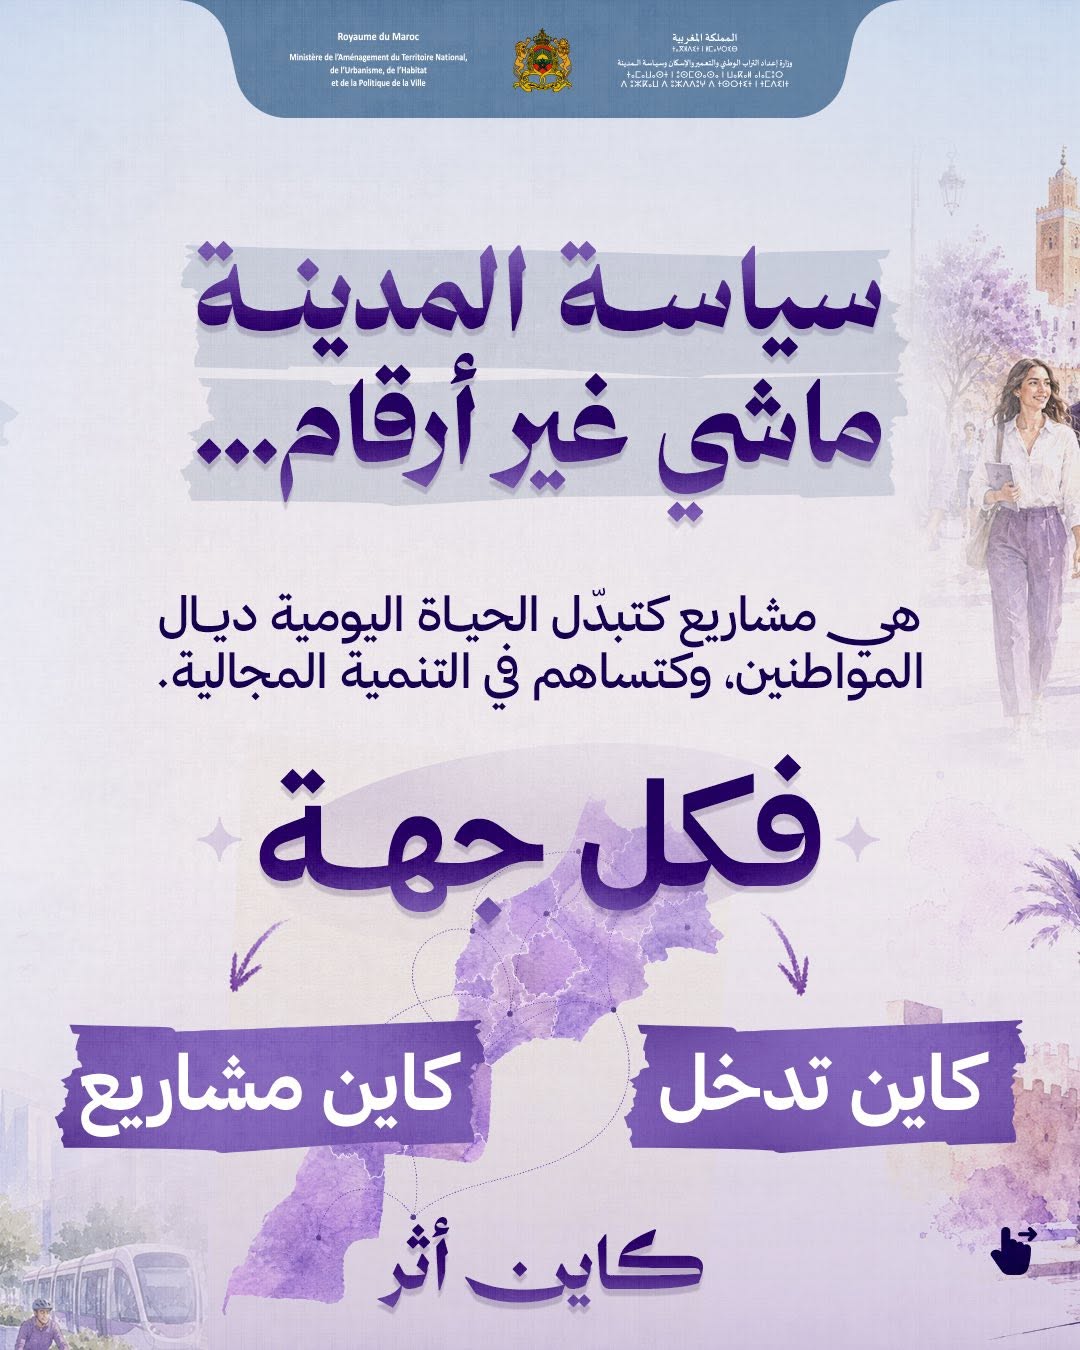 Royaume du Maroc
Ministère de l'Aménagement du Territoire National,
de l'Urbanisme, de l'Habitat
et de la Politique de la Ville
المملكة المغربية
ⵜⴰⴳⵍⴷⵉⵜ ⵏ ⵍⵎⵖⵔⵉⴱ
وزارة إعداد التراب الوطني والتعمير والإسكان وسياسة المدينة
سياسة المدينة
ماشي غير أرقام...
هي مشاريع كتبدّل الحياة اليومية ديال
المواطنين، وكتساهم في التنمية المجالية.
فكل جهة
كاين تدخل
كاين مشاريع
كاين أثر